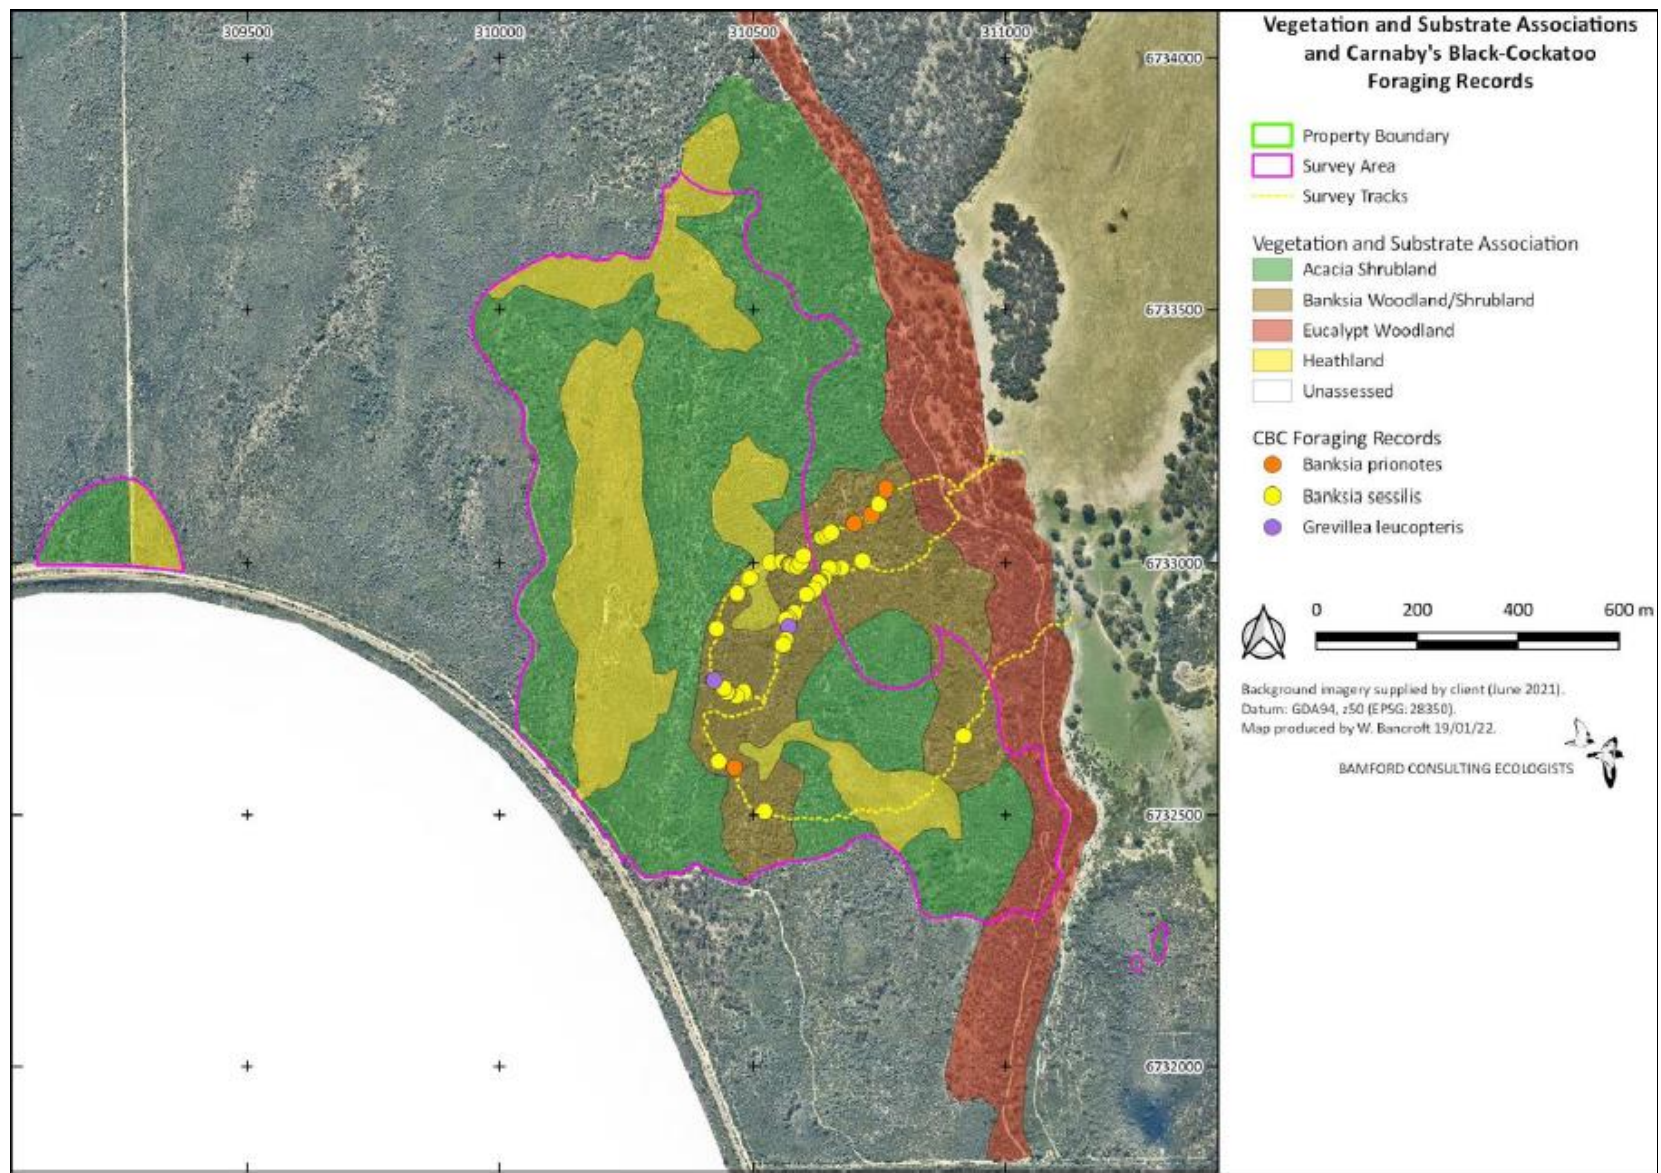 309500
310000
310500
311000
6734000
6733500
6733000
6732500
6732000
Vegetation and Substrate Associations
and Carnaby's Black-Cockatoo
Foraging Records
Property Boundary
Survey Area
Survey Tracks
Vegetation and Substrate Association
Acacia Shrubland
Banksia Woodland/Shrubland
Eucalypt Woodland
Heathland
Unassessed
CBC Foraging Records
Banksia prionotes
Banksia sessilis
Grevillea leucopteris
0 200 400 600 m
Background imagery supplied by client (June 2021).
Datum: GDA94, z50 (EPSG: 28350).
Map produced by W. Bancroft 19/01/22.
BAMFORD CONSULTING ECOLOGISTS